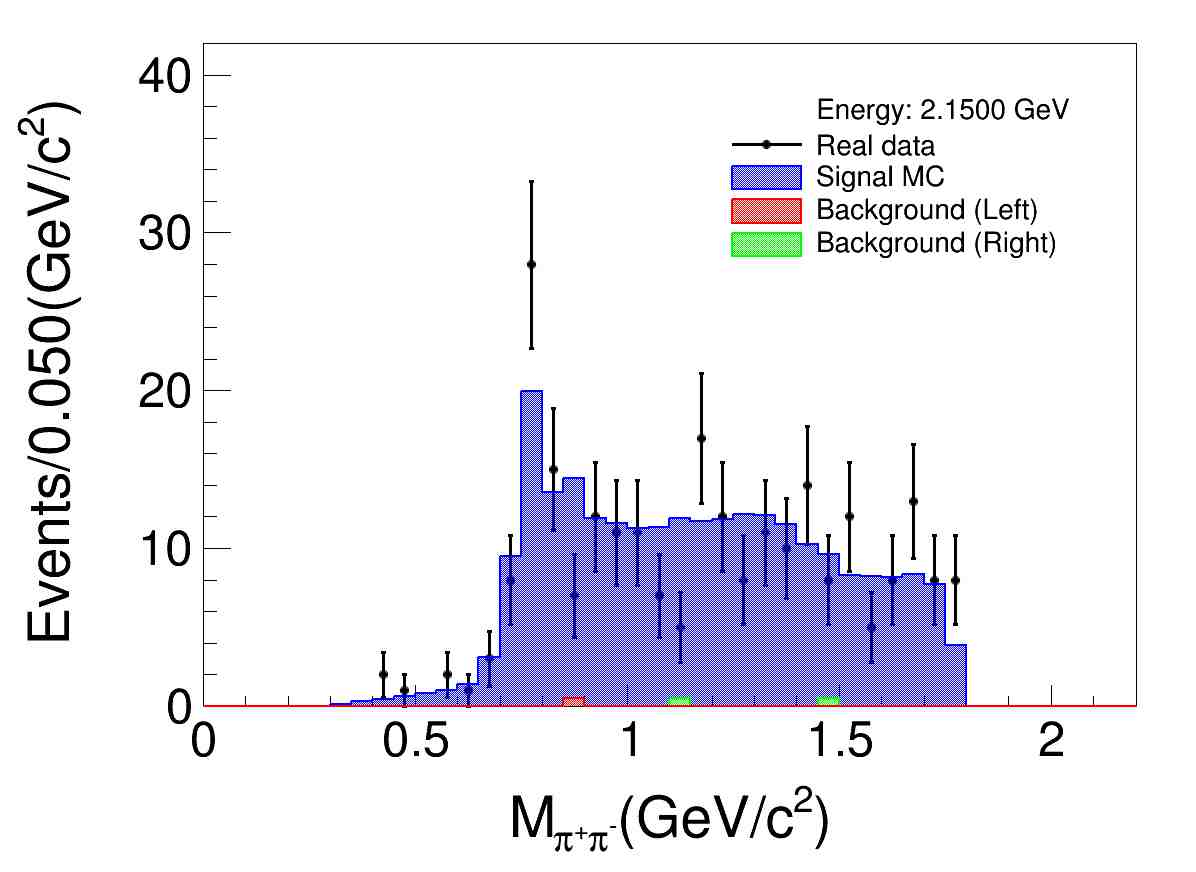 Events/0.050(GeV/c²)
40
30
20
10
0
Energy: 2.1500 GeV
Real data
Signal MC
Background (Left)
Background (Right)
0 0.5 1 1.5 2
Mπ⁺π⁻(GeV/c²)